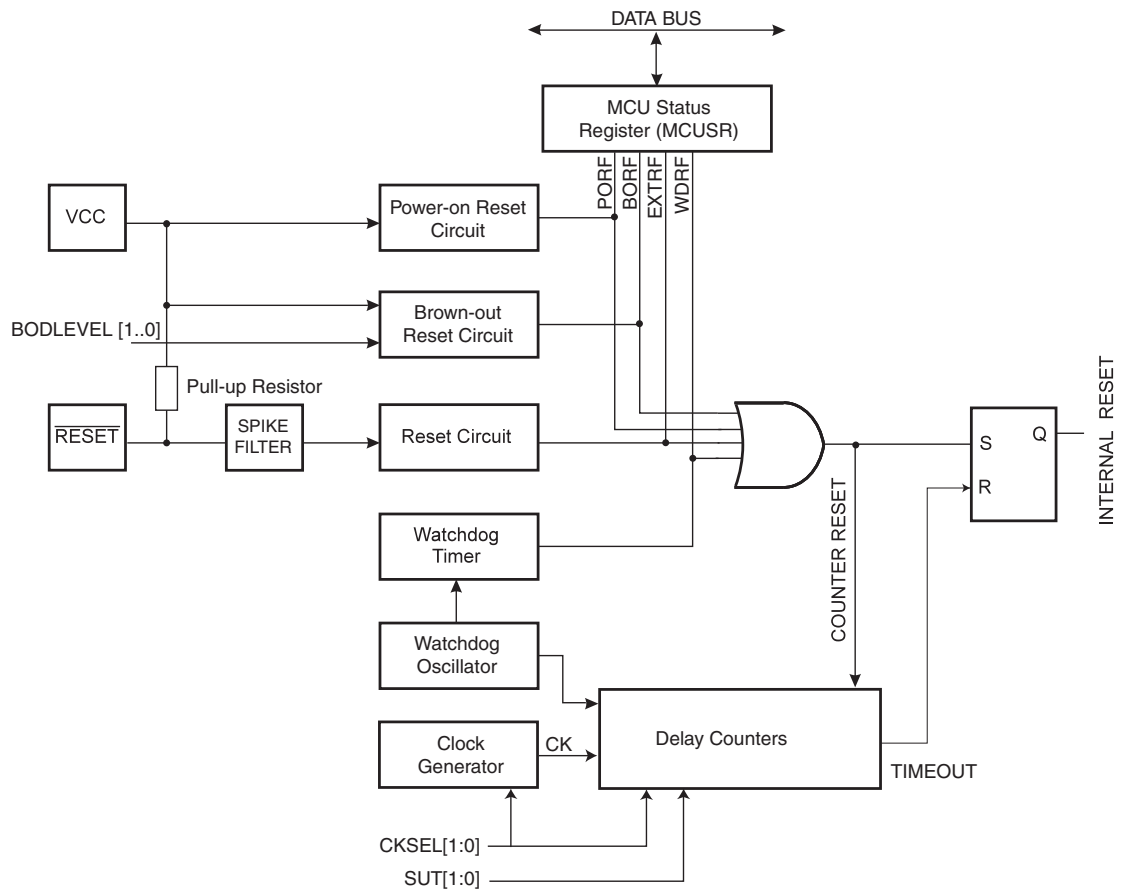 DATA BUS
MCU Status
Register (MCUSR)
PORF
BORF
EXTRF
WDRF
VCC
Power-on Reset
Circuit
Brown-out
Reset Circuit
BODLEVEL [1..0]
Pull-up Resistor
RESET
SPIKE
FILTER
Reset Circuit
S
Q
R
INTERNAL RESET
Watchdog
Timer
COUNTER RESET
Watchdog
Oscillator
Clock
Generator
CK
Delay Counters
TIMEOUT
CKSEL[1:0]
SUT[1:0]